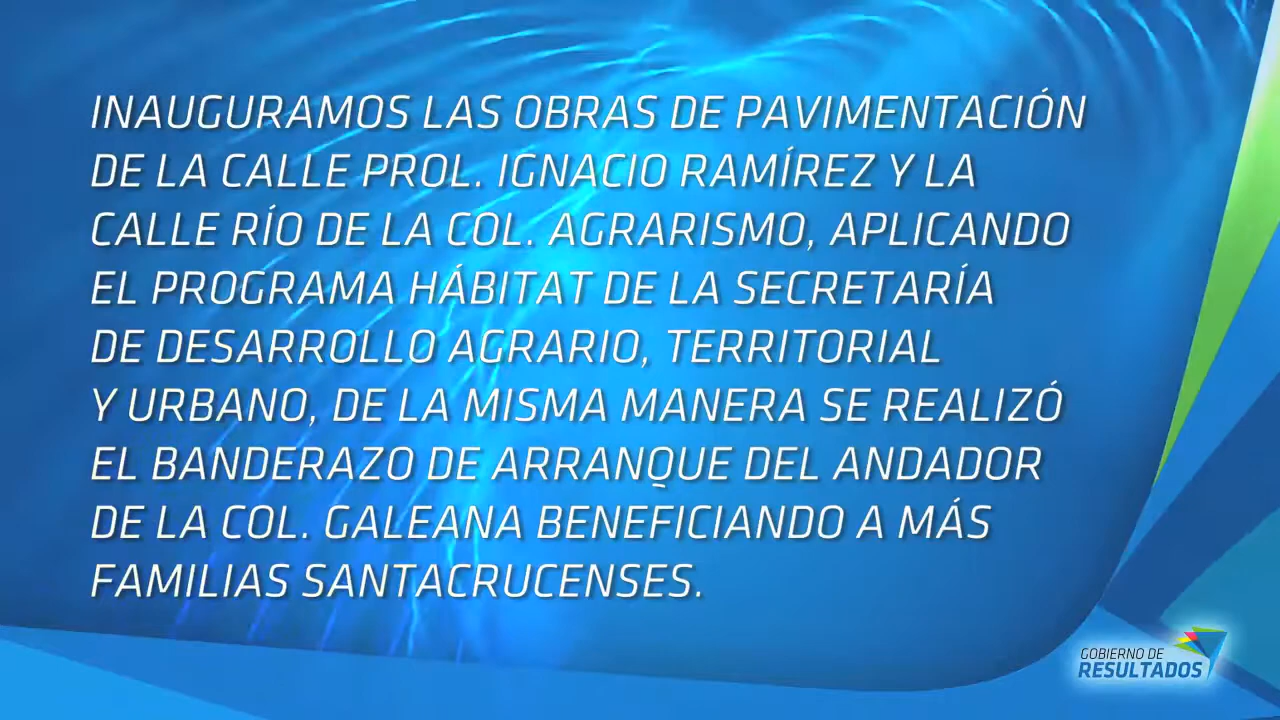 INAUGURAMOS LAS OBRAS DE PAVIMENTACIÓN
DE LA CALLE PROL. IGNACIO RAMÍREZ Y LA
CALLE RÍO DE LA COL. AGRARISMO, APLICANDO
EL PROGRAMA HÁBITAT DE LA SECRETARÍA
DE DESARROLLO AGRARIO, TERRITORIAL
Y URBANO, DE LA MISMA MANERA SE REALIZÓ
EL BANDERAZO DE ARRANQUE DEL ANDADOR
DE LA COL. GALEANA BENEFICIANDO A MÁS
FAMILIAS SANTACRUCENSES.
GOBIERNO DE
RESULTADOS